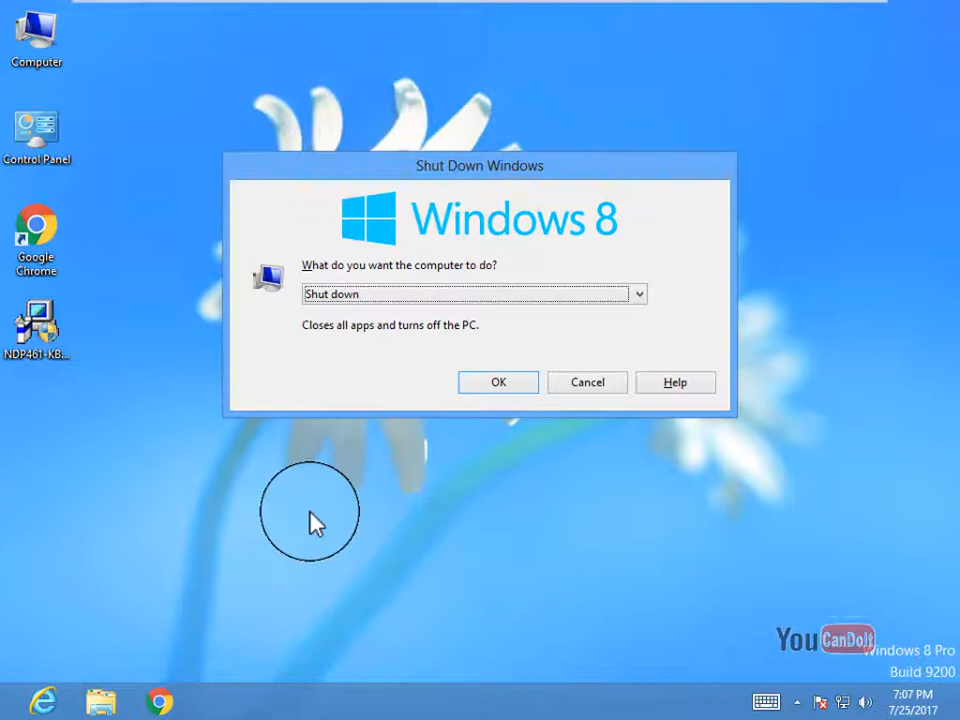 Computer
Control Panel
Google
Chrome
NDP461-KB...
Shut Down Windows
Windows 8
What do you want the computer to do?
Shut down
Closes all apps and turns off the PC.
OK
Cancel
Help
You CanDoIt
Windows 8 Pro
Build 9200
7:07 PM
7/25/2017